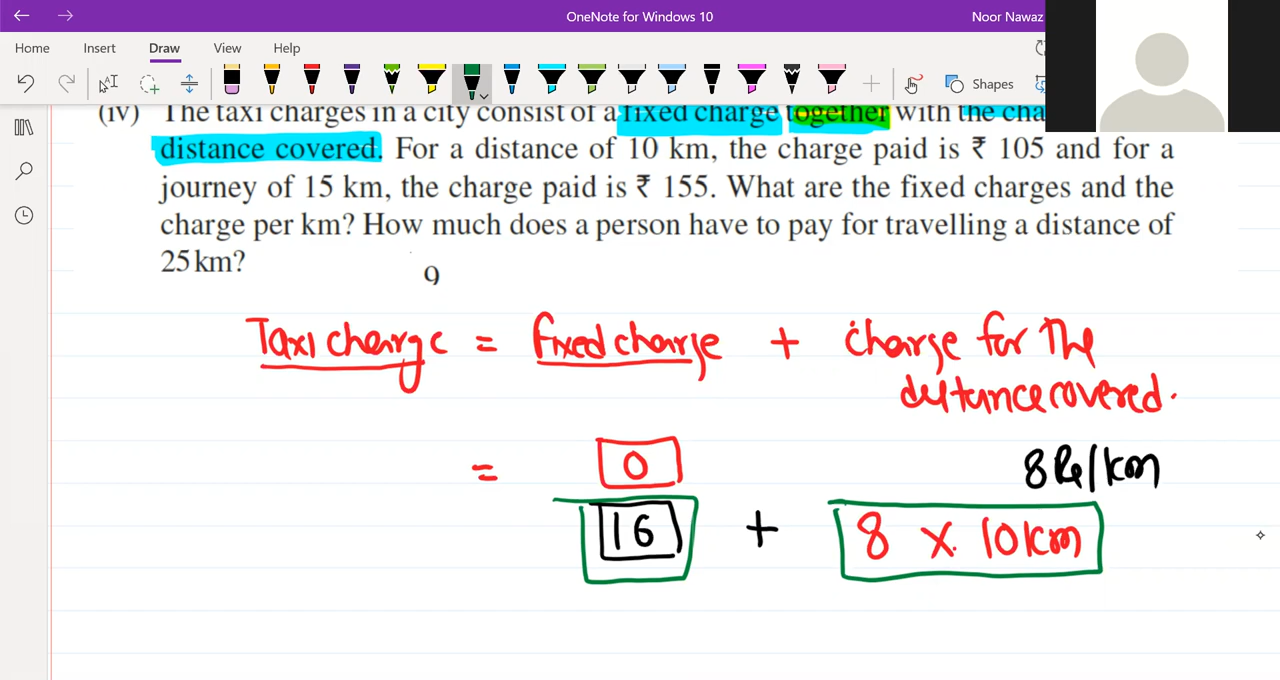 OneNote for Windows 10
Noor Nawaz
Home Insert Draw View Help
Shapes
(iv) The taxi charges in a city consist of a fixed charge together with the cha
distance covered. For a distance of 10 km, the charge paid is ₹ 105 and for a
journey of 15 km, the charge paid is ₹ 155. What are the fixed charges and the
charge per km? How much does a person have to pay for travelling a distance of
25 km?
9
Taxi charge = fixed charge + charge for the
distance covered.
= 0
8 Re/km
16 + 8 x 10km